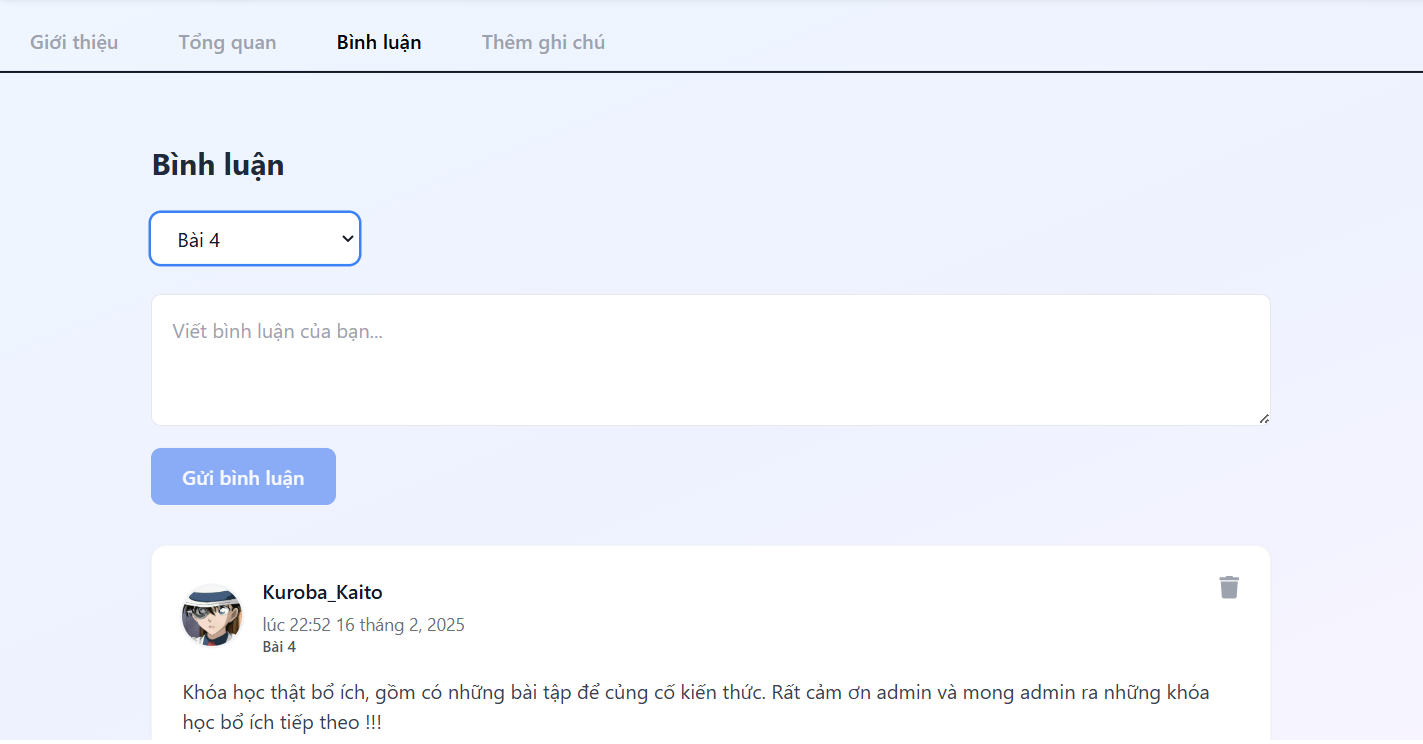 Giới thiệu Tổng quan Bình luận Thêm ghi chú
Bình luận
Bài 4
Viết bình luận của bạn...
Gửi bình luận
Kuroba_Kaito
lúc 22:52 16 tháng 2, 2025
Bài 4
Khóa học thật bổ ích, gồm có những bài tập để củng cố kiến thức. Rất cảm ơn admin và mong admin ra những khóa
học bổ ích tiếp theo !!!